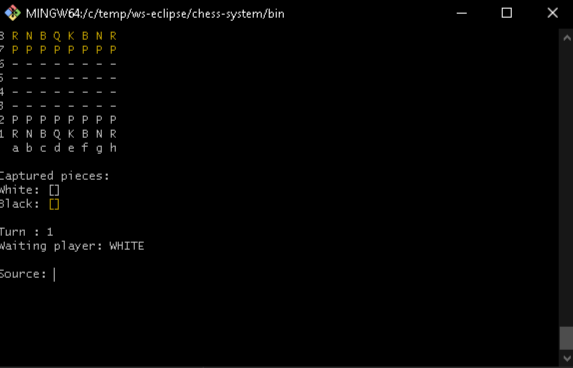 MINGW64:/c/temp/ws-eclipse/chess-system/bin
8 R N B Q K B N R
7 P P P P P P P P
6 - - - - - - - -
5 - - - - - - - -
4 - - - - - - - -
3 - - - - - - - -
2 P P P P P P P P
1 R N B Q K B N R
a b c d e f g h
Captured pieces:
White: []
Black: []
Turn : 1
Waiting player: WHITE
Source: